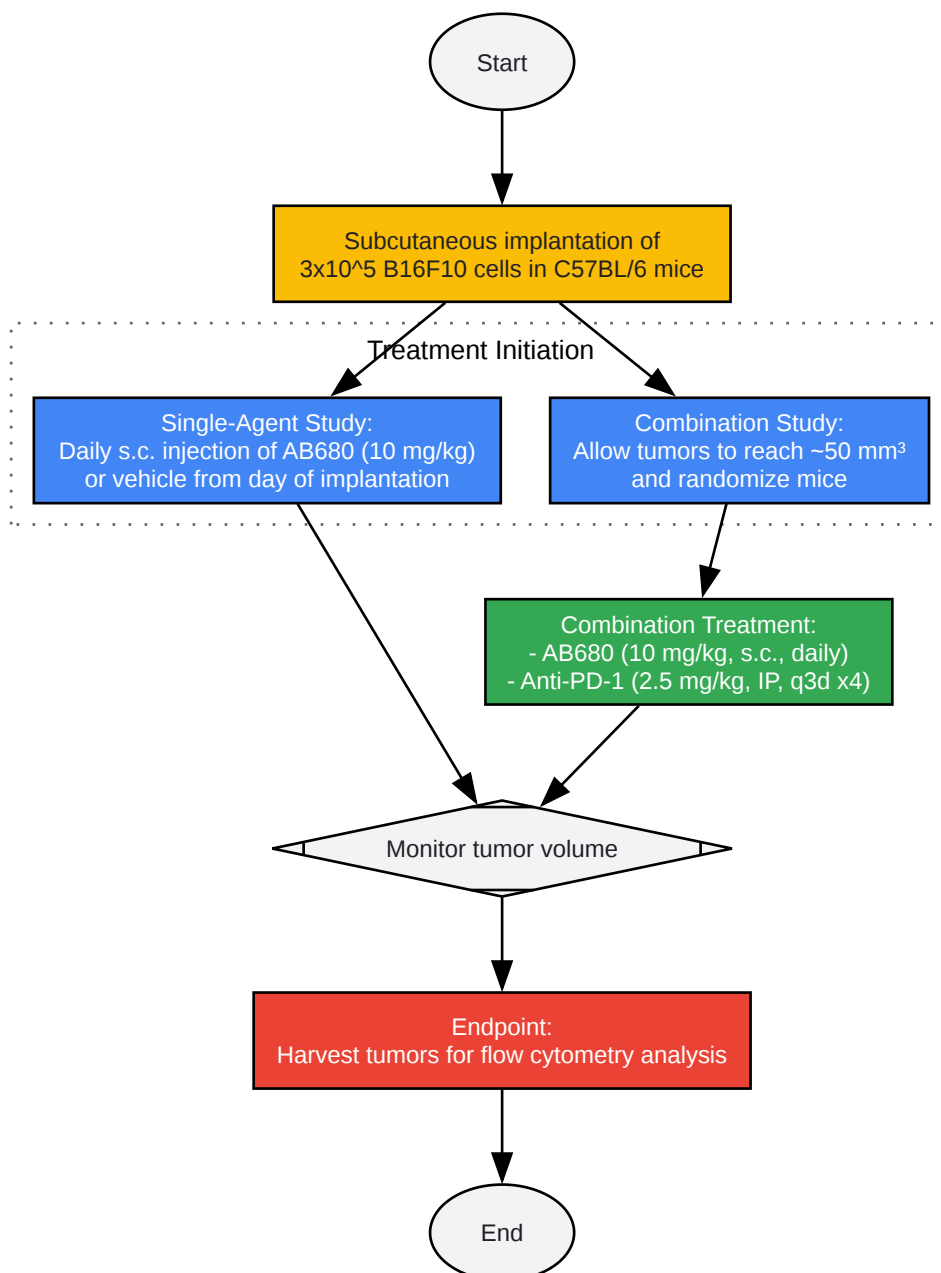 Start
Subcutaneous implantation of
3x10^5 B16F10 cells in C57BL/6 mice
Treatment Initiation
Single-Agent Study:
Daily s.c. injection of AB680 (10 mg/kg)
or vehicle from day of implantation
Combination Study:
Allow tumors to reach ~50 mm³
and randomize mice
Combination Treatment:
- AB680 (10 mg/kg, s.c., daily)
- Anti-PD-1 (2.5 mg/kg, IP, q3d x4)
Monitor tumor volume
Endpoint:
Harvest tumors for flow cytometry analysis
End